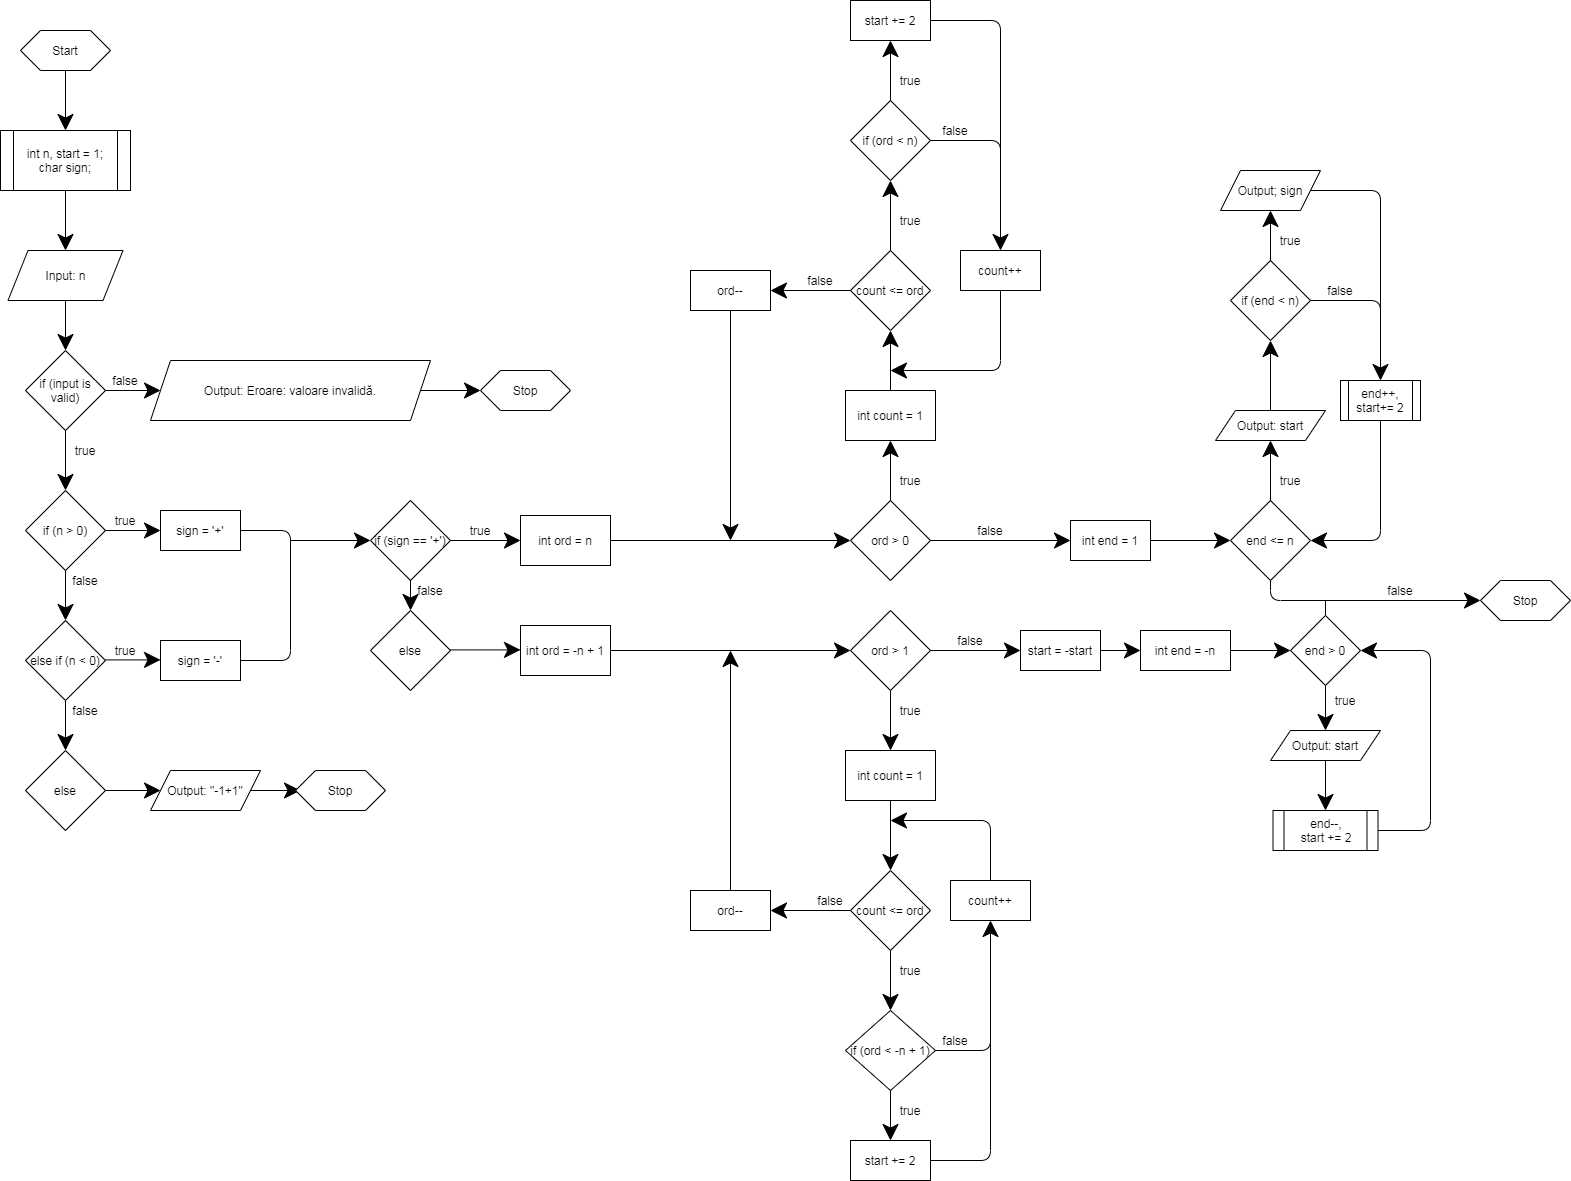 Start
int n, start = 1;
char sign;
Input: n
if (input is
valid)
false
Output: Eroare: valoare invalidă.
Stop
true
if (n > 0)
true
sign = '+'
false
else if (n < 0)
true
sign = '-'
false
else
Output: "-1+1"
Stop
if (sign == '+')
true
int ord = n
false
else
int ord = -n + 1
start += 2
true
if (ord < n)
false
true
count++
ord--
false
count <= ord
int count = 1
true
ord > 0
false
int end = 1
end <= n
true
Output: start
true
if (end < n)
false
Output; sign
end++,
start+= 2
false
Stop
ord > 1
false
start = -start
int end = -n
end > 0
true
Output: start
end--,
start += 2
true
int count = 1
count++
ord--
false
count <= ord
true
if (ord < -n + 1)
false
true
start += 2
true